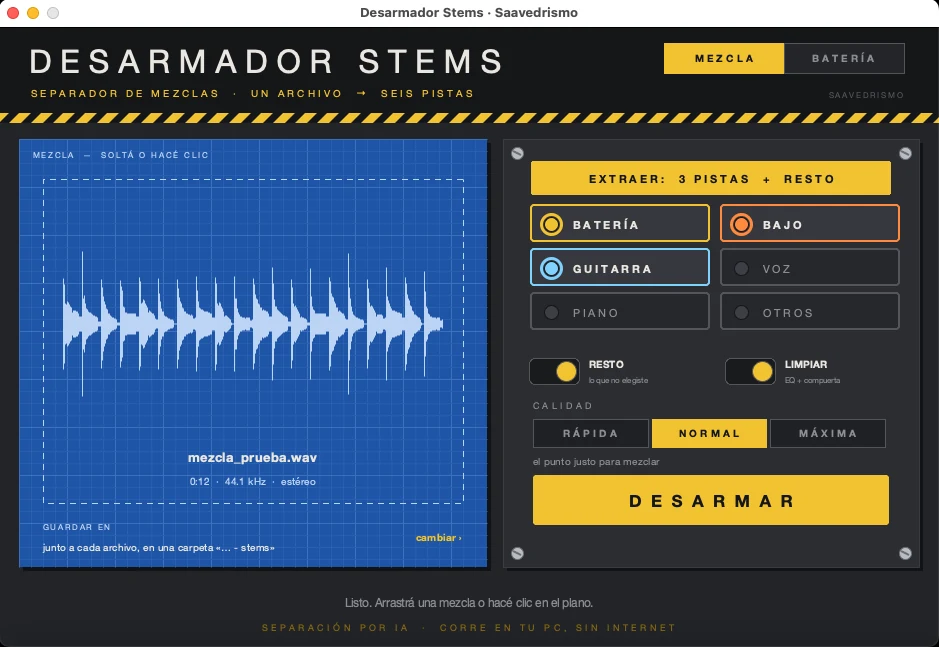 Desarmador Stems · Saavedrismo
DESARMADOR STEMS
SEPARADOR DE MEZCLAS · UN ARCHIVO → SEIS PISTAS
MEZCLA
BATERÍA
SAAVEDRISMO
MEZCLA — SOLTÁ O HACÉ CLIC
mezcla_prueba.wav
0:12 · 44.1 kHz · estéreo
GUARDAR EN
junto a cada archivo, en una carpeta «... - stems»
cambiar ›
EXTRAER: 3 PISTAS + RESTO
BATERÍA
BAJO
GUITARRA
VOZ
PIANO
OTROS
RESTO
lo que no elegiste
LIMPIAR
EQ + compuerta
CALIDAD
RÁPIDA
NORMAL
MÁXIMA
el punto justo para mezclar
DESARMAR
Listo. Arrastrá una mezcla o hacé clic en el plano.
SEPARACIÓN POR IA · CORRE EN TU PC, SIN INTERNET